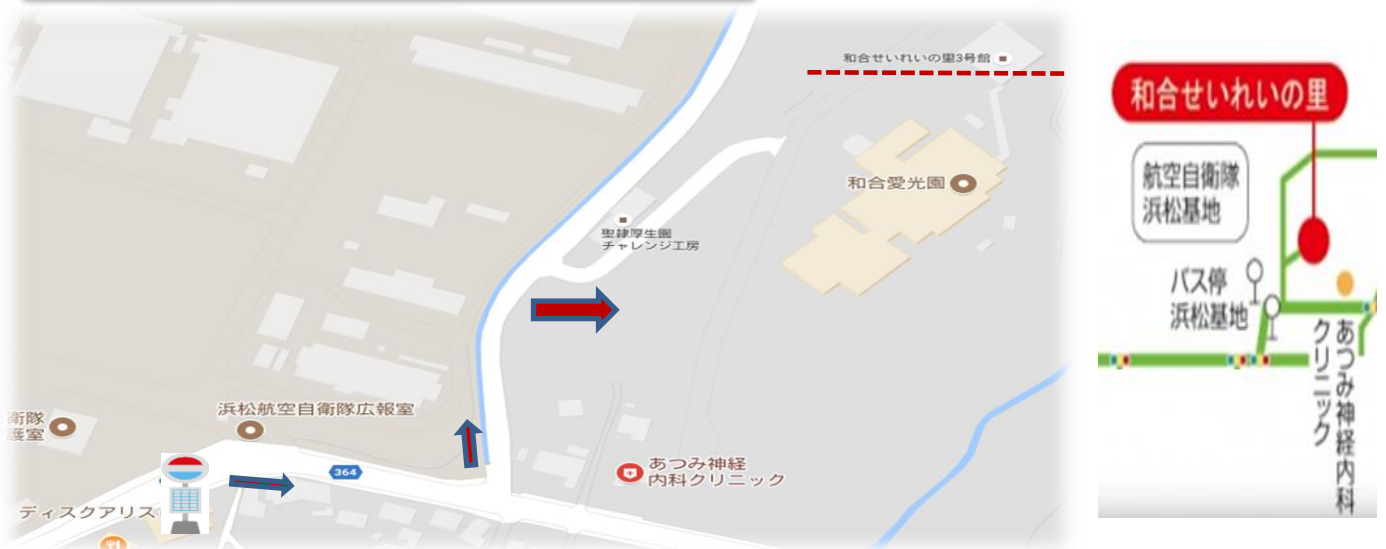 和合せいれいの里3号館
和合愛光園
聖隷厚生園
チャレンジ工房
浜松航空自衛隊広報室
衛隊
護室
364
あつみ神経
内科クリニック
ディスクアリス
和合せいれいの里
航空自衛隊
浜松基地
バス停
浜松基地
あつみ神経内科
クリニック